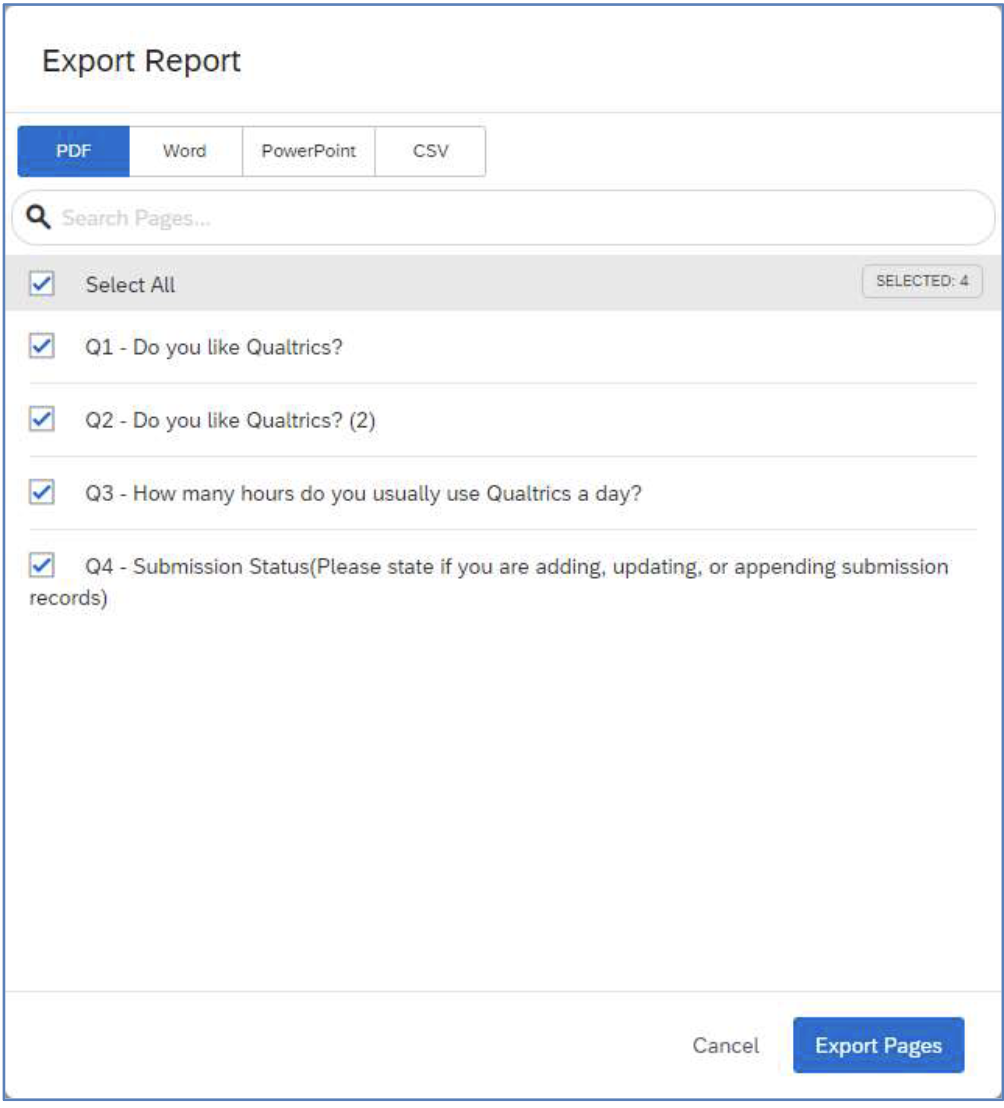 Export Report
PDF Word PowerPoint CSV
Search Pages...
Select All SELECTED: 4
Q1 - Do you like Qualtrics?
Q2 - Do you like Qualtrics? (2)
Q3 - How many hours do you usually use Qualtrics a day?
Q4 - Submission Status(Please state if you are adding, updating, or appending submission
records)
Cancel Export Pages